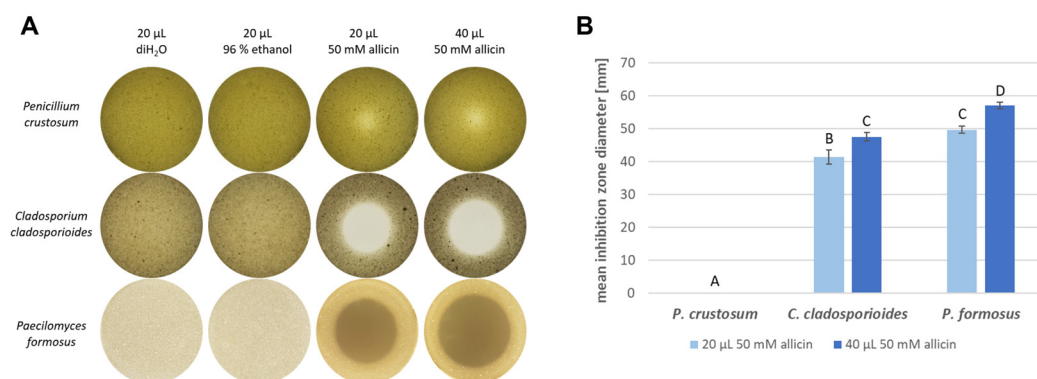 A
20 µL
diH₂O
20 µL
96 % ethanol
20 µL
50 mM allicin
40 µL
50 mM allicin
Penicillium
crustosum
Cladosporium
cladosporioides
Paecilomyces
formosus
B
mean inhibition zone diameter [mm]
70
60
50
40
30
20
10
0
A
B
C
C
D
P. crustosum
C. cladosporioides
P. formosus
20 µL 50 mM allicin
40 µL 50 mM allicin